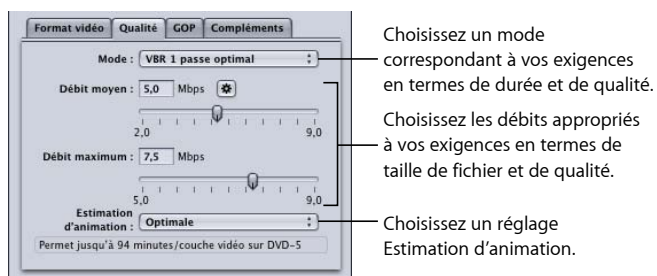 Format vidéo Qualité GOP Compléments
Mode : VBR 1 passe optimal
Débit moyen : 5,0 Mbps
2,0 9,0
Débit maximum : 7,5 Mbps
5,0 9,0
Estimation
d'animation : Optimale
Permet jusqu'à 94 minutes/couche vidéo sur DVD-5
Choisissez un mode
correspondant à vos exigences
en termes de durée et de qualité.
Choisissez les débits appropriés
à vos exigences en termes de
taille de fichier et de qualité.
Choisissez un réglage
Estimation d'animation.